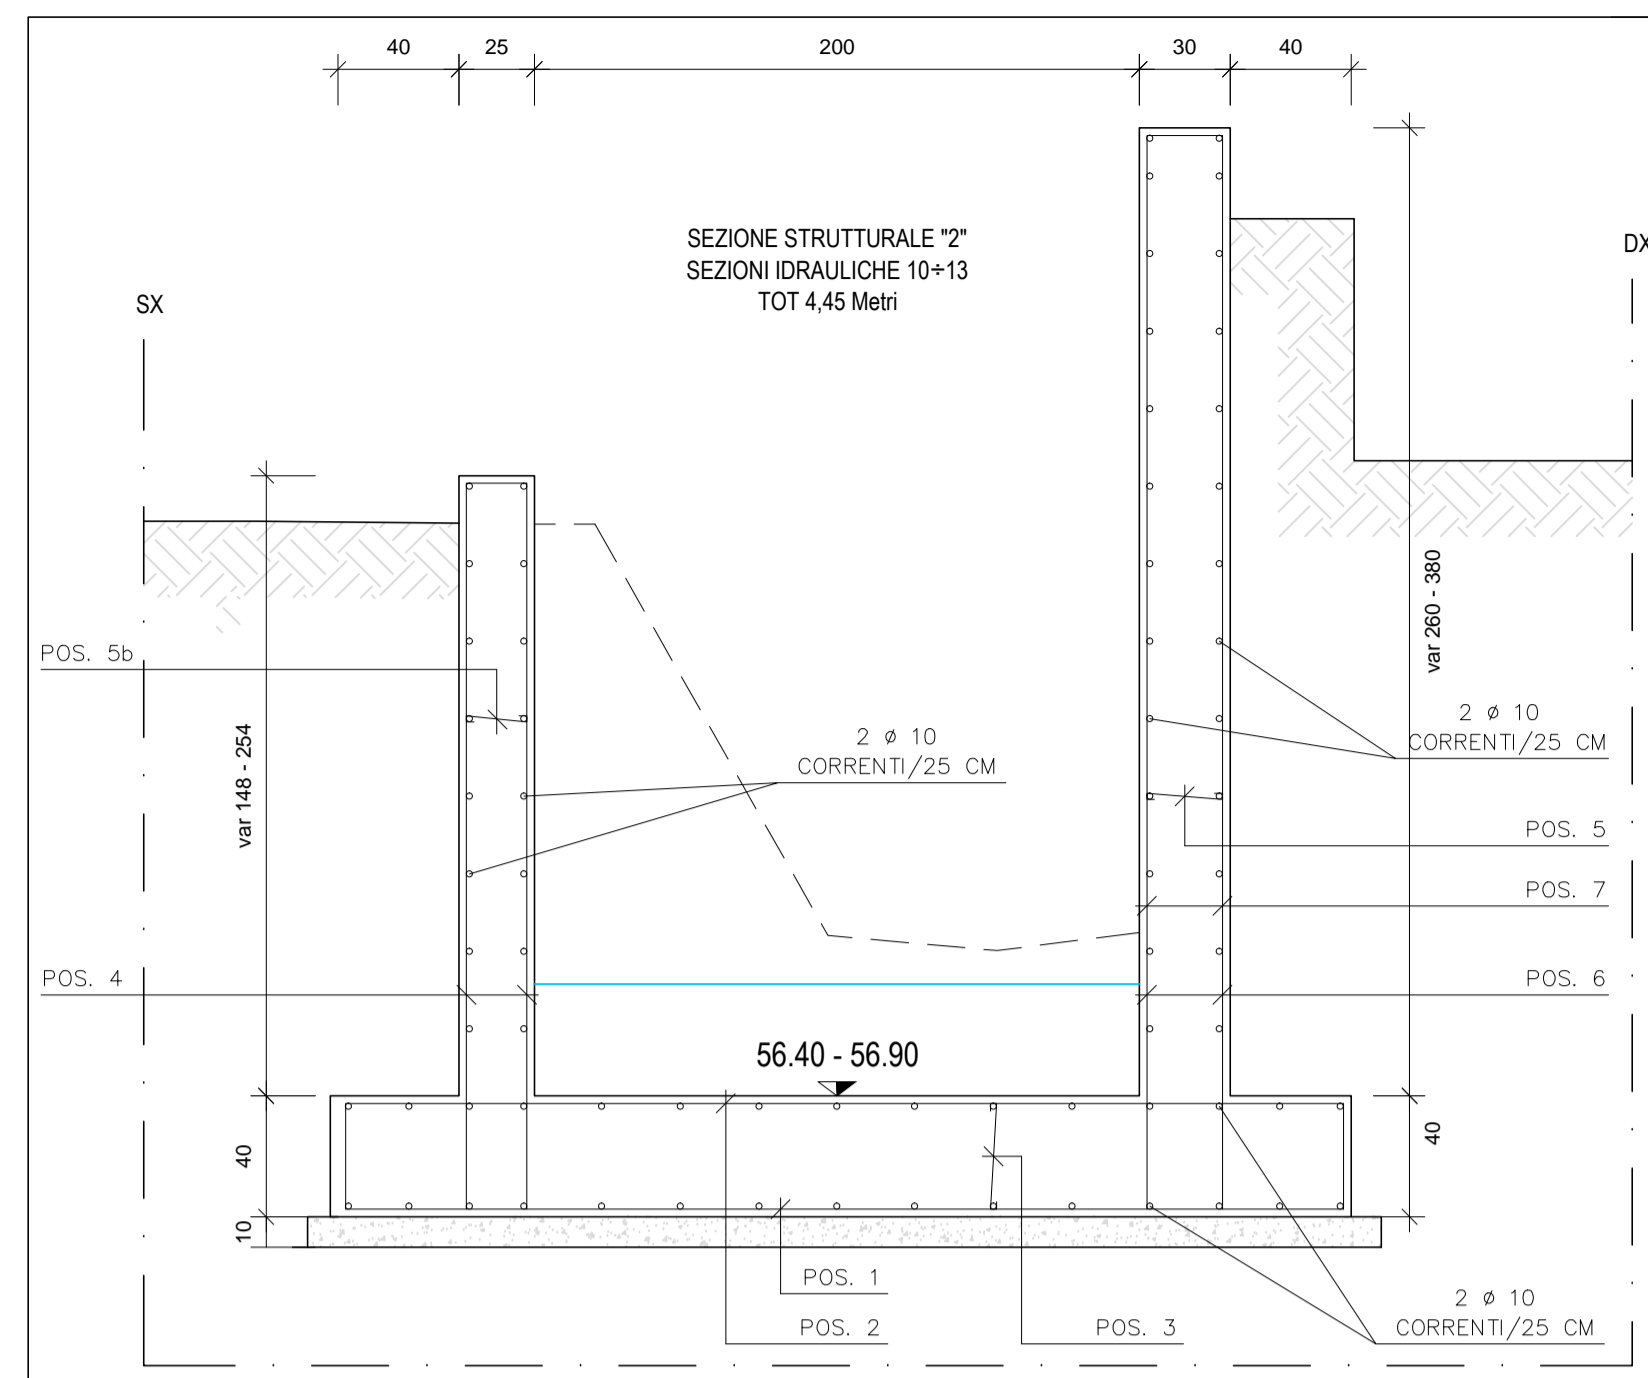 40
25
200
30
40
SEZIONE STRUTTURALE "2"
SEZIONI IDRAULICHE 10÷13
TOT 4,45 Metri
SX
DX
var 148 - 254
40
10
var 260 - 380
40
POS. 5b
POS. 4
2 ø 10
CORRENTI/25 CM
2 ø 10
CORRENTI/25 CM
POS. 5
POS. 7
POS. 6
56.40 - 56.90
POS. 1
POS. 2
POS. 3
2 ø 10
CORRENTI/25 CM